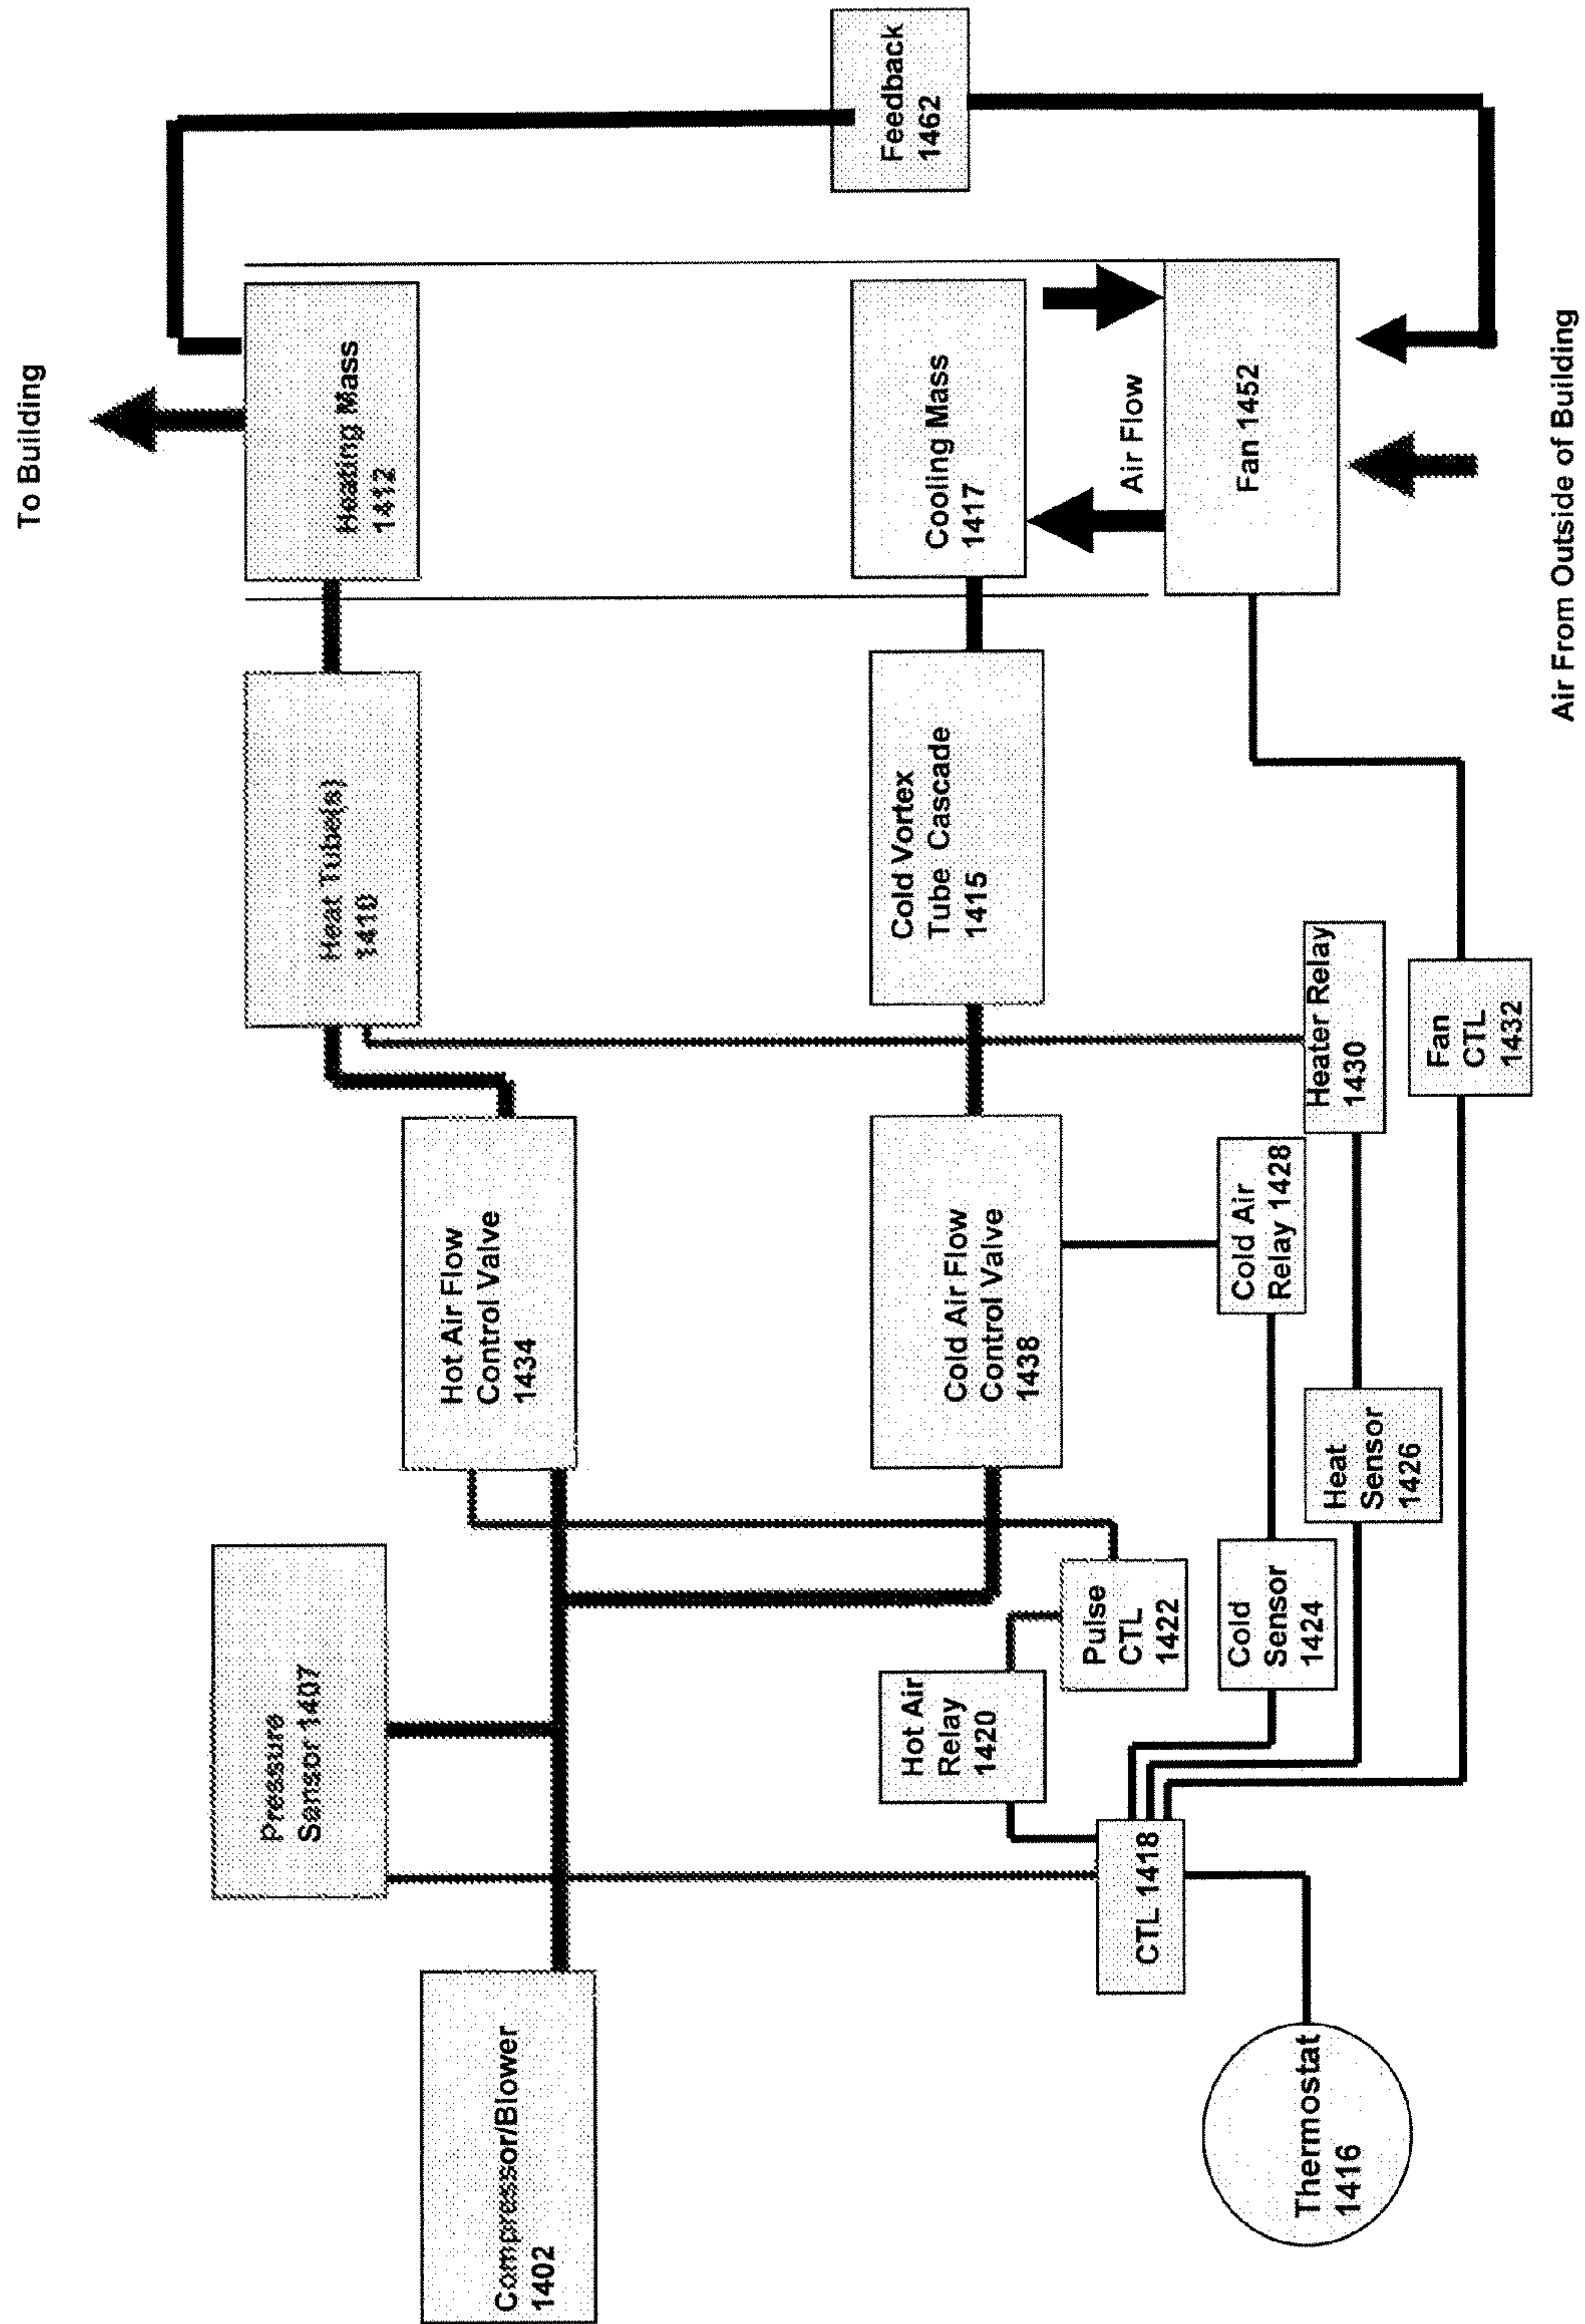 To Building
Pressure
Sensor 1407
Heat Tube(s)
1410
Heating Mass
1412
Compressor/Blower
1402
Hot Air Flow
Control Valve
1434
Feedback
1462
Hot Air
Relay
1420
Cold Air Flow
Control Valve
1438
Cold Vortex
Tube Cascade
1415
Cooling Mass
1417
Air Flow
CTL 1418
Pulse
CTL
1422
Thermostat
1416
Cold
Sensor
1424
Cold Air
Relay 1428
Fan 1452
Heat
Sensor
1426
Heater Relay
1430
Fan
CTL
1432
Air From Outside of Building